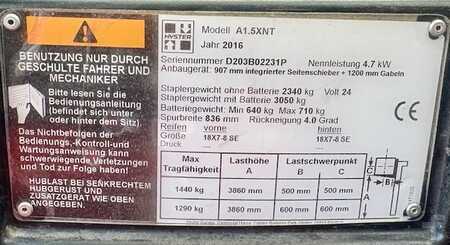 BENUTZUNG NUR DURCH
GESCHULTE FAHRER UND
MECHANIKER
Bitte lesen Sie die
Bedienungsanleitung
(befindet sich unter
oder hinter dem Sitz).
Das Nichtbefolgen der
Bedienungs,-Kontroll-und
Wartungsanweisung kann
schwerwiegende Verletzungen
und Tod zur Folge haben!
HUBLAST BEI SENKRECHTEM
HUBGERUST UND
ZUSATZGERAT WIE OBEN
ANGEGEBEN.
HYSTER
Modell A1.5XNT
Jahr 2016
Seriennummer D203B02231P Nennleistung 4.7 kW
Anbaugerät: 907 mm integrierter Seitenschieber + 1200 mm Gabeln
Staplergewicht ohne Batterie 2340 kg Volt 24
Staplergewicht mit Batterie 3050 kg
Batteriegewicht: Min 640 kg Max 710 kg
Spurbreite 836 mm Rückneigung 4.0 Grad
Reifen vorne hinten
Größe 18X7-8 SE 18X7-8 SE
Druck --- ---
Max Tragfähigkeit Lasthöhe A Lastschwerpunkt B C
1440 kg 3860 mm 500 mm 500 mm
1290 kg 3860 mm 600 mm 600 mm
CE
C
B
A